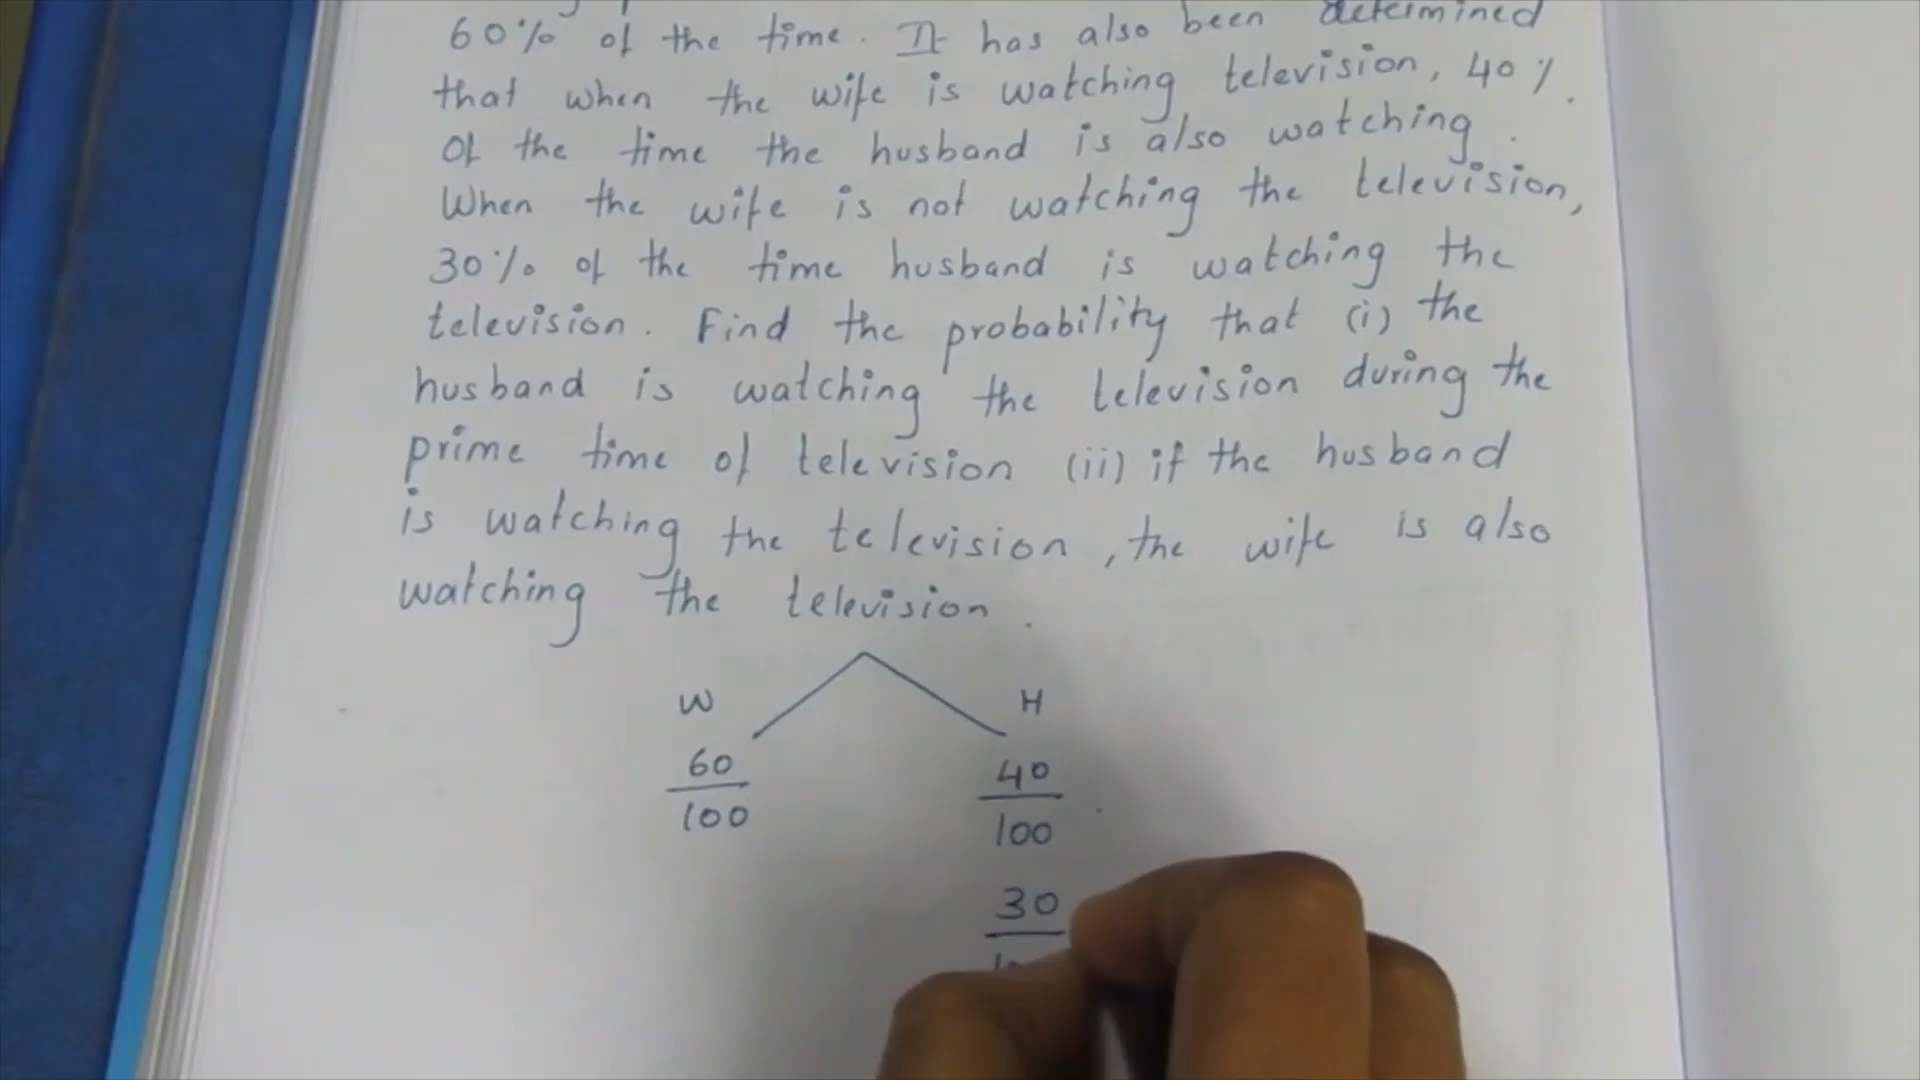 60% of the time. It has also been determined
that when the wife is watching television, 40%
of the time the husband is also watching.
When the wife is not watching the television,
30% of the time husband is watching the
television. Find the probability that (i) the
husband is watching the television during the
prime time of television (ii) if the husband
is watching the television, the wife is also
watching the television.
W H
60 40
100 100
30